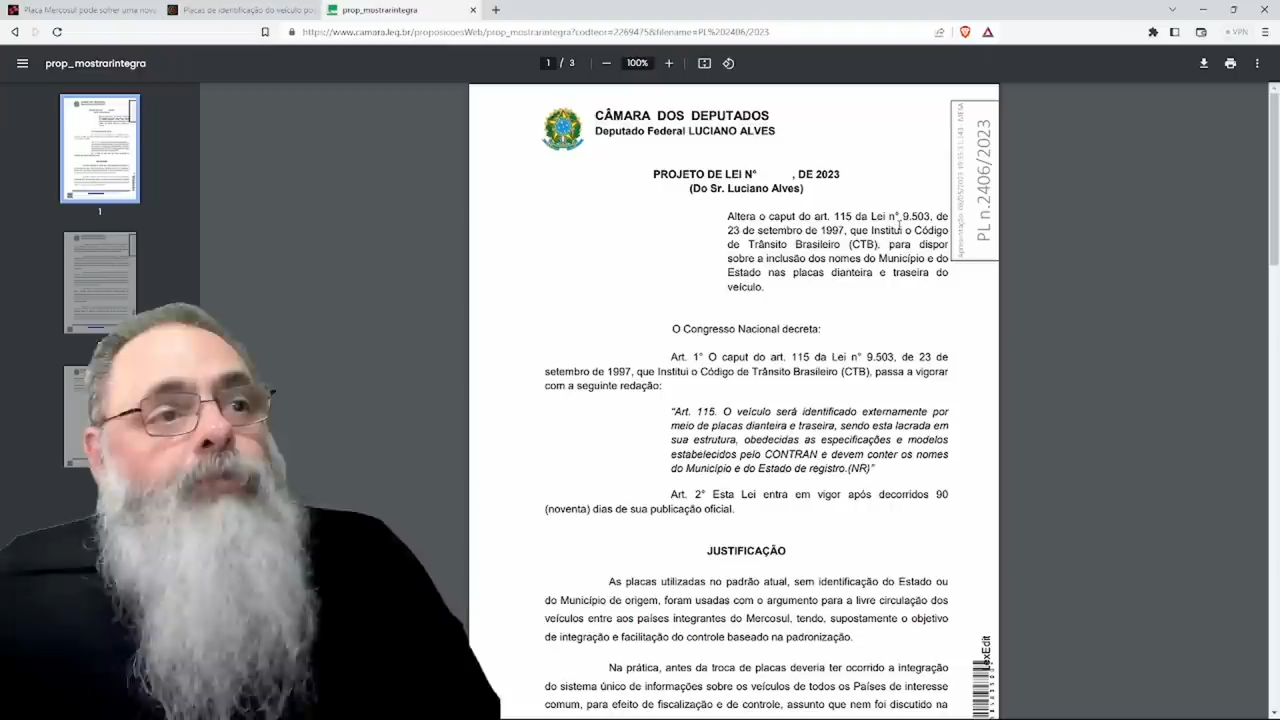 Placa Mercosul pode sofrer uma nova
Placas de identificação do veículo po
prop_mostrarintegra
https://www.camara.leg.br/proposicoesWeb/prop_mostrarintegra?codteor=2269475&filename=PL%202406/2023
VPN
prop_mostrarintegra
1 / 3
100%
1
CÂMARA DOS DEPUTADOS
Deputado Federal LUCIANO ALVES
PL n.2406/2023
PROJETO DE LEI N° , DE 2023
(Do Sr. Luciano Alves)
Altera o caput do art. 115 da Lei n° 9.503, de
23 de setembro de 1997, que Institui o Código
de Trânsito Brasileiro (CTB), para dispor
sobre a inclusão dos nomes do Município e do
Estado nas placas dianteira e traseira do
veículo.
O Congresso Nacional decreta:
Art. 1° O caput do art. 115 da Lei n° 9.503, de 23 de
setembro de 1997, que Institui o Código de Trânsito Brasileiro (CTB), passa a vigorar
com a seguinte redação:
"Art. 115. O veículo será identificado externamente por
meio de placas dianteira e traseira, sendo esta lacrada em
sua estrutura, obedecidas as especificações e modelos
estabelecidos pelo CONTRAN e devem conter os nomes
do Município e do Estado de registro.(NR)"
Art. 2° Esta Lei entra em vigor após decorridos 90
(noventa) dias de sua publicação oficial.
JUSTIFICAÇÃO
As placas utilizadas no padrão atual, sem identificação do Estado ou
do Município de origem, foram usadas com o argumento para a livre circulação dos
veículos entre aos países integrantes do Mercosul, tendo, supostamente o objetivo
de integração e facilitação do controle baseado na padronização.
Na prática, antes da troca de placas deveria ter ocorrido a integração
do sistema único de informações sobre os veículos de todos os Países de interesse
comum, para efeito de fiscalização e de controle, assunto que nem foi discutido na
LexEdit